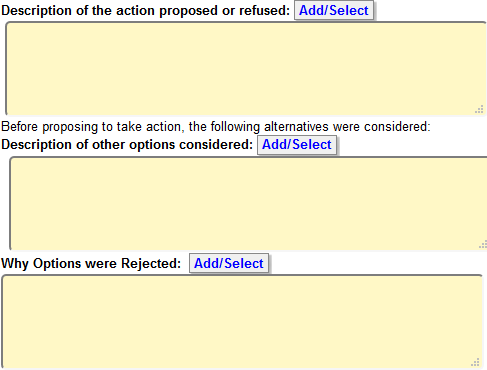 Description of the action proposed or refused: Add/Select
Before proposing to take action, the following alternatives were considered:
Description of other options considered: Add/Select
Why Options were Rejected: Add/Select